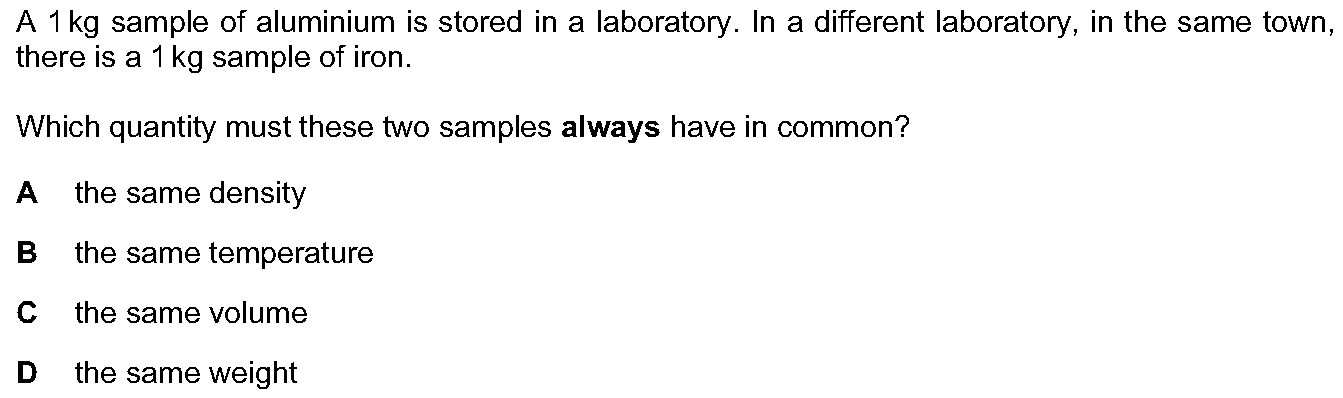 A 1 kg sample of aluminium is stored in a laboratory. In a different laboratory, in the same town,
there is a 1 kg sample of iron.
Which quantity must these two samples always have in common?
A the same density
B the same temperature
C the same volume
D the same weight